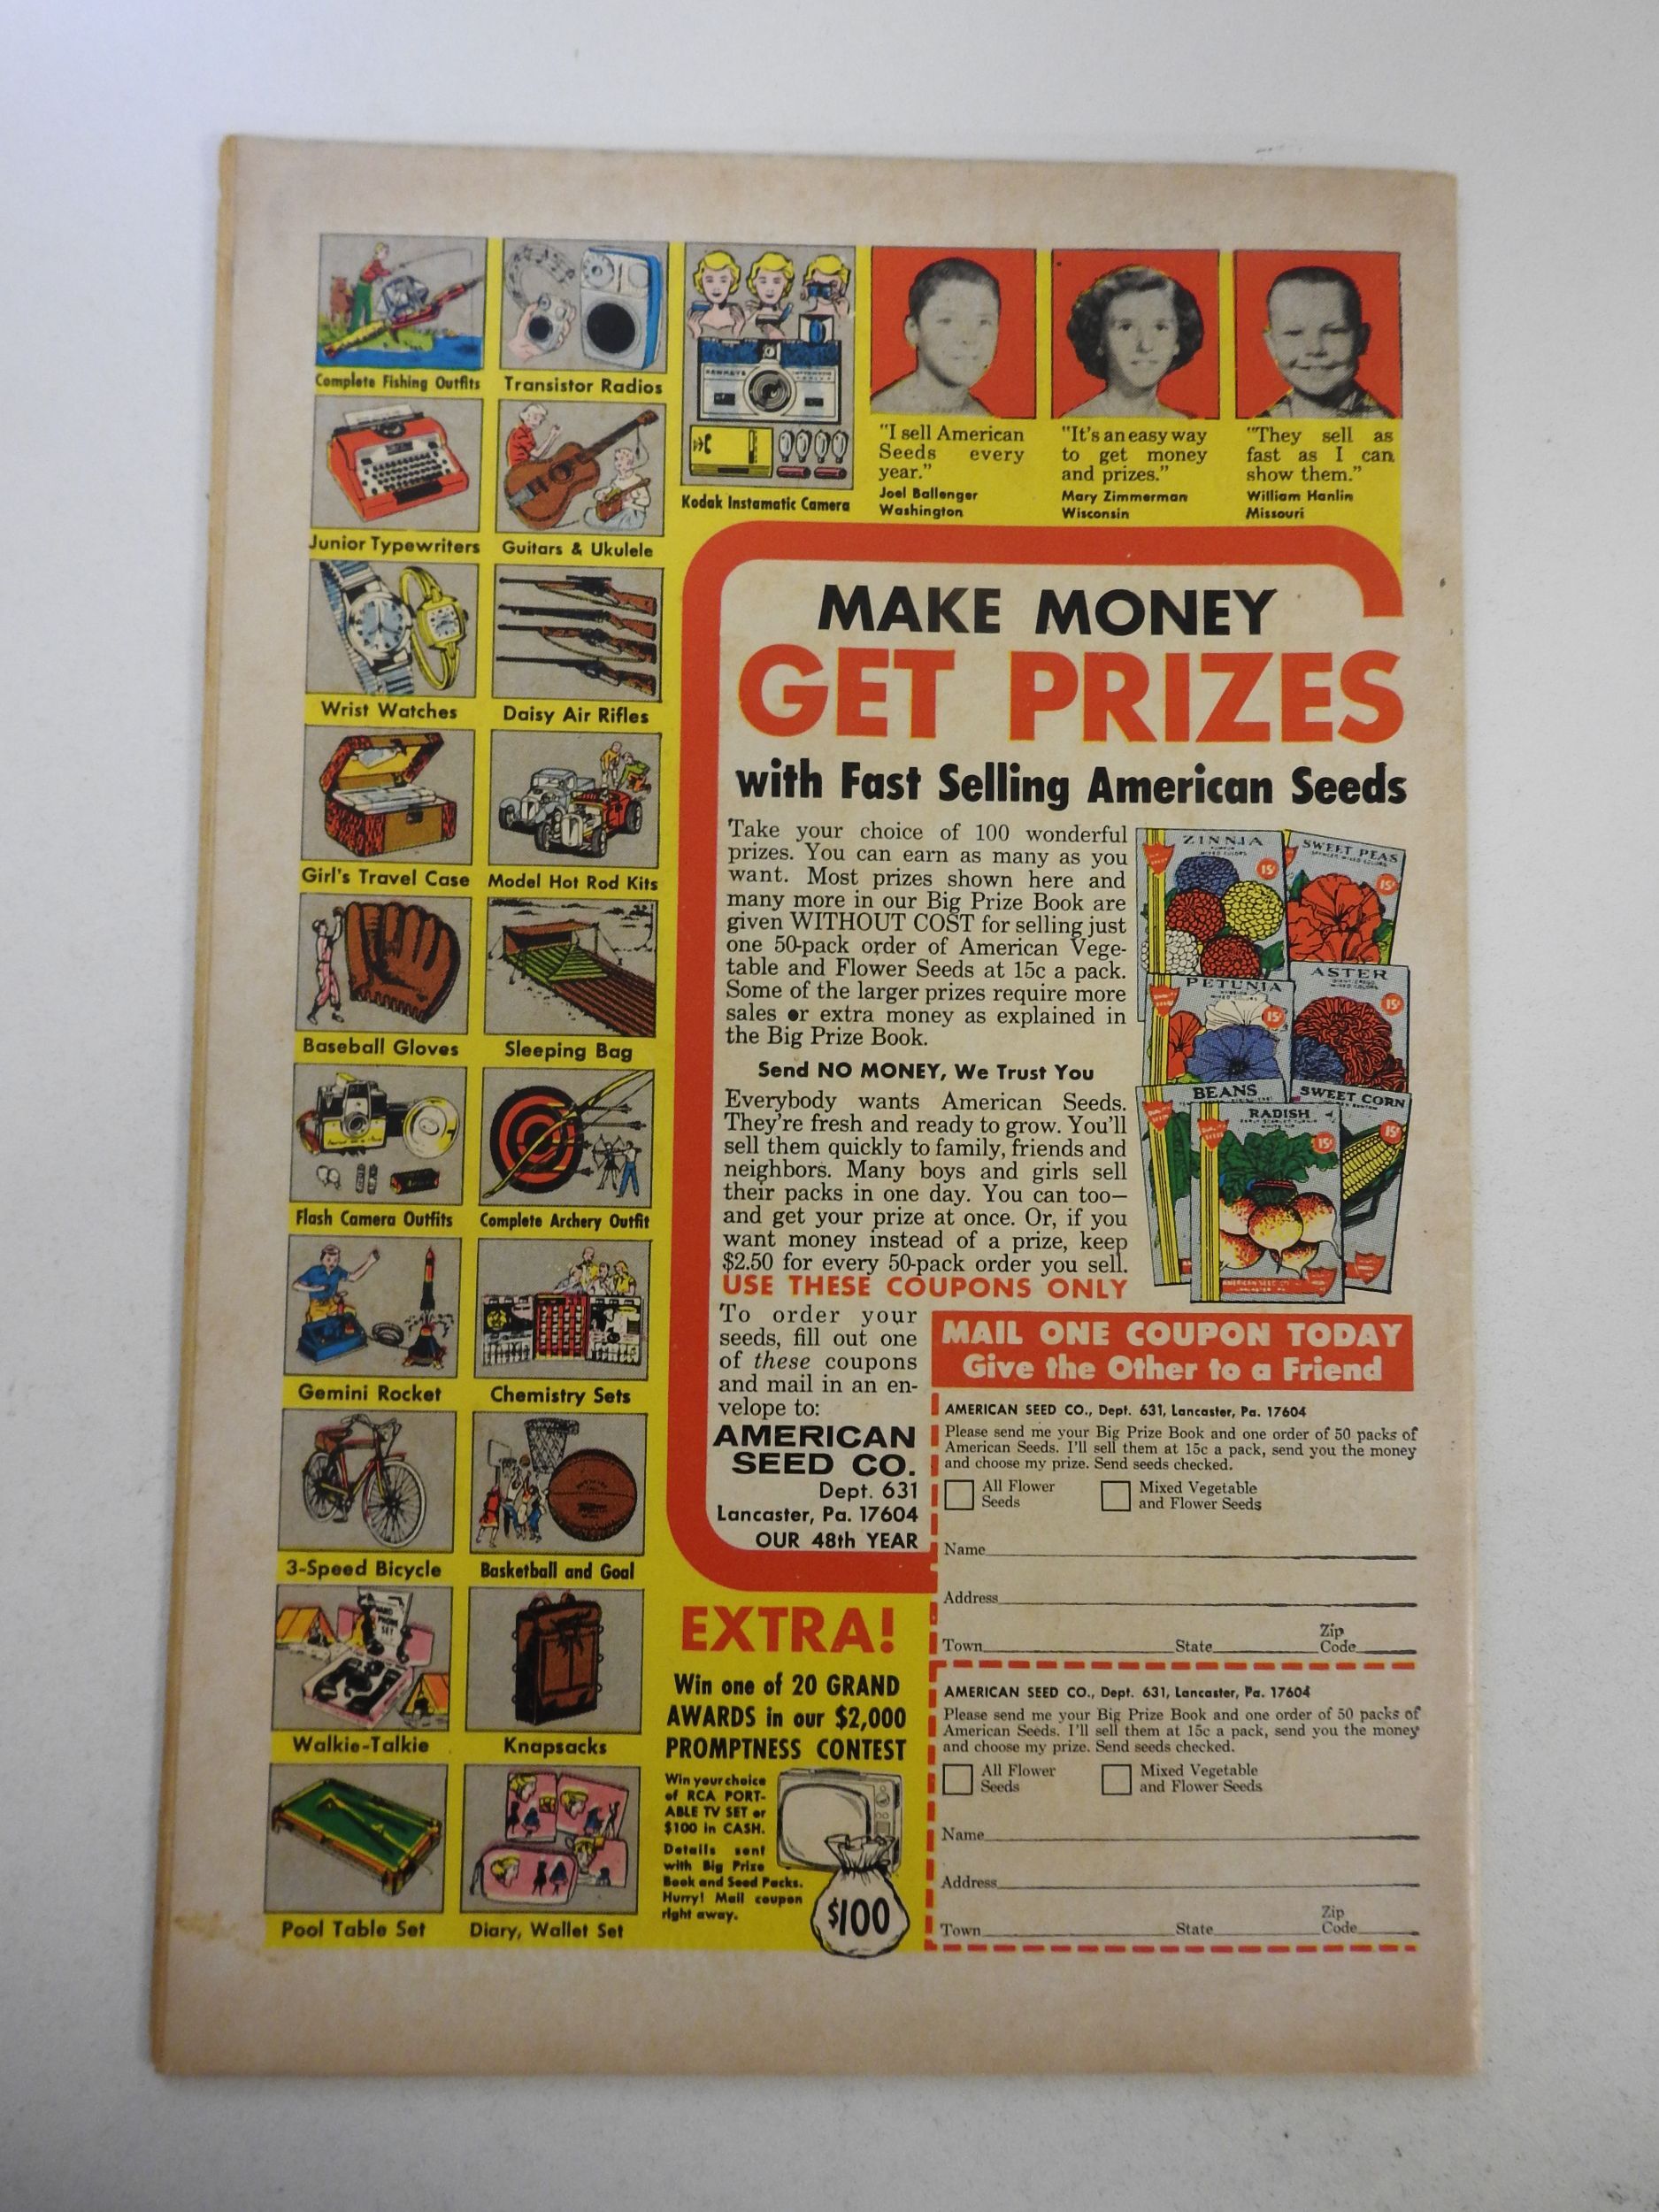 Complete Fishing Outfits
Transistor Radios
Kodak Instamatic Camera
Junior Typewriters
Guitars & Ukulele
Wrist Watches
Daisy Air Rifles
Girl's Travel Case
Model Hot Rod Kits
Baseball Gloves
Sleeping Bag
Flash Camera Outfits
Complete Archery Outfit
Gemini Rocket
Chemistry Sets
3-Speed Bicycle
Basketball and Goal
Walkie-Talkie
Knapsacks
Pool Table Set
Diary, Wallet Set
"I sell American
Seeds every
year."
Joel Ballenger
Washington
"It's an easy way
to get money
and prizes."
Mary Zimmerman
Wisconsin
"They sell as
fast as I can
show them."
William Hanlin
Missouri
MAKE MONEY
GET PRIZES
with Fast Selling American Seeds
Take your choice of 100 wonderful
prizes. You can earn as many as you
want. Most prizes shown here and
many more in our Big Prize Book are
given WITHOUT COST for selling just
one 50-pack order of American Vege-
table and Flower Seeds at 15c a pack.
Some of the larger prizes require more
sales or extra money as explained in
the Big Prize Book.
Send NO MONEY, We Trust You
Everybody wants American Seeds.
They're fresh and ready to grow. You'll
sell them quickly to family, friends and
neighbors. Many boys and girls sell
their packs in one day. You can too—
and get your prize at once. Or, if you
want money instead of a prize, keep
$2.50 for every 50-pack order you sell.
USE THESE COUPONS ONLY
ZINNIA
MIXED COLORS
15¢
SWEET PEAS
15¢
PETUNIA
15¢
ASTER
15¢
BEANS
SWEET CORN
15¢
RADISH
15¢
AMERICAN SEED CO.
To order your
seeds, fill out one
of these coupons
and mail in an en-
velope to:
AMERICAN
SEED CO.
Dept. 631
Lancaster, Pa. 17604
OUR 48th YEAR
MAIL ONE COUPON TODAY
Give the Other to a Friend
AMERICAN SEED CO., Dept. 631, Lancaster, Pa. 17604
Please send me your Big Prize Book and one order of 50 packs of
American Seeds. I'll sell them at 15c a pack, send you the money
and choose my prize. Send seeds checked.
All Flower
Seeds
Mixed Vegetable
and Flower Seeds
Name
Address
Town State Zip
Code
AMERICAN SEED CO., Dept. 631, Lancaster, Pa. 17604
Please send me your Big Prize Book and one order of 50 packs of
American Seeds. I'll sell them at 15c a pack, send you the money
and choose my prize. Send seeds checked.
All Flower
Seeds
Mixed Vegetable
and Flower Seeds
Name
Address
Town State Zip
Code
EXTRA!
Win one of 20 GRAND
AWARDS in our $2,000
PROMPTNESS CONTEST
Win your choice
of RCA PORT-
ABLE TV SET or
$100 in CASH.
Details sent
with Big Prize
Book and Seed Packs.
Hurry! Mail coupon
right away.
$100